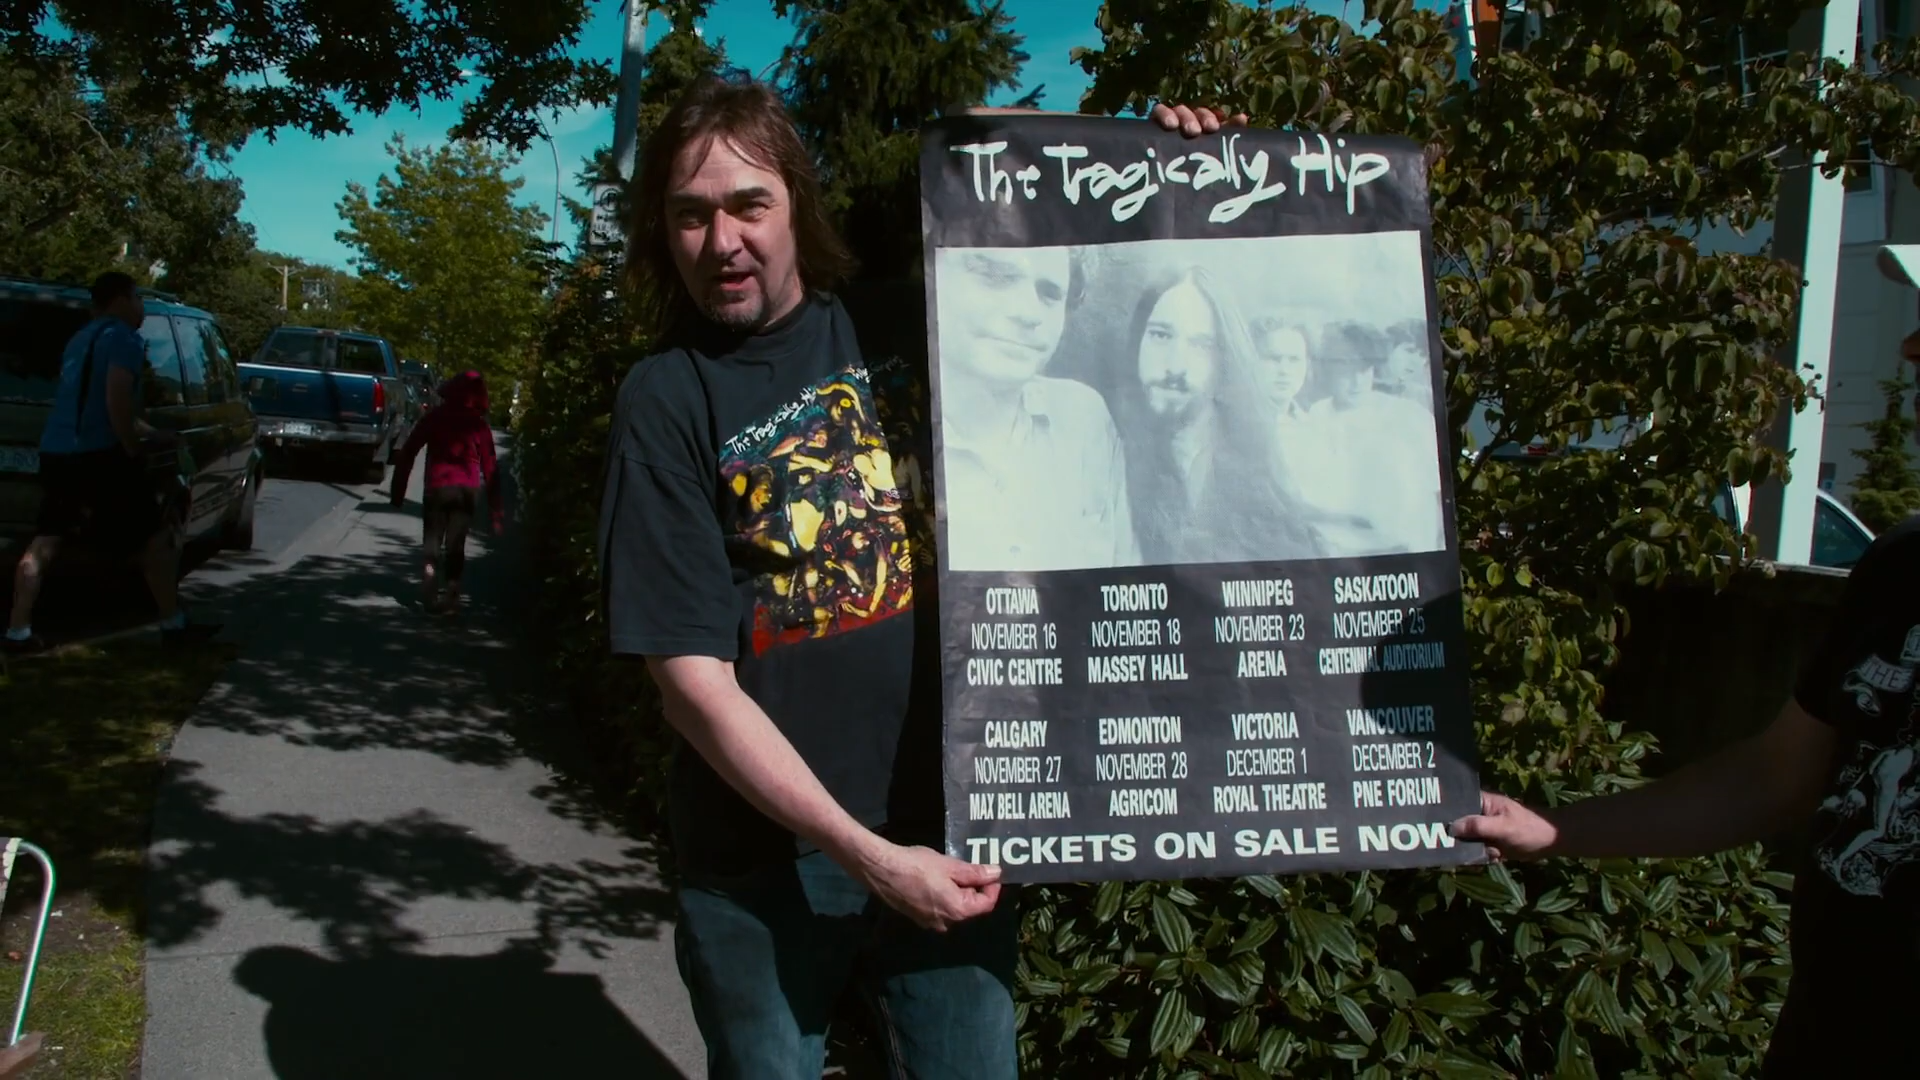 The Tragically Hip
The Tragically Hip
OTTAWA TORONTO WINNIPEG SASKATOON
NOVEMBER 16 NOVEMBER 18 NOVEMBER 23 NOVEMBER 25
CIVIC CENTRE MASSEY HALL ARENA CENTENNIAL AUDITORIUM
CALGARY EDMONTON VICTORIA VANCOUVER
NOVEMBER 27 NOVEMBER 28 DECEMBER 1 DECEMBER 2
MAX BELL ARENA AGRICOM ROYAL THEATRE PNE FORUM
TICKETS ON SALE NOW
THE